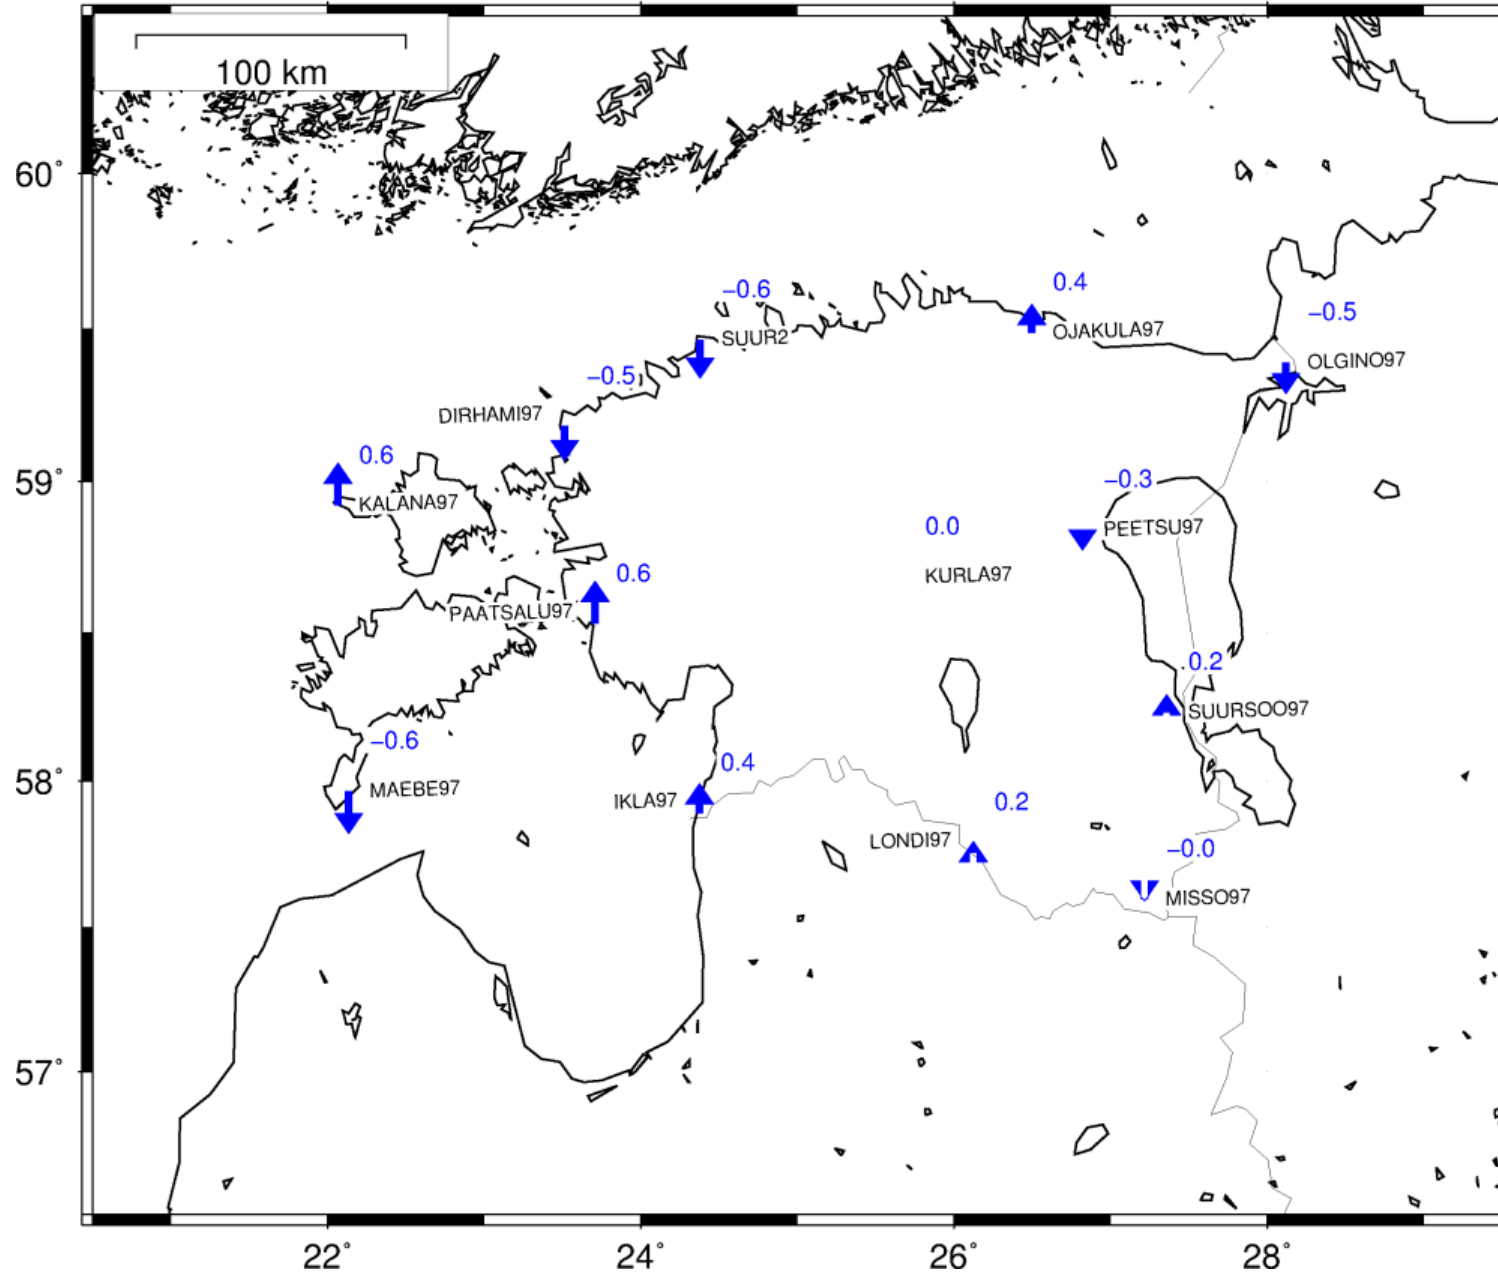 100 km
60°
−0.6
0.4
−0.5
SUUR2
OJAKULA97
OLGINO97
−0.5
DIRHAMI97
0.6
59°
KALANA97
−0.3
0.0
PEETSU97
0.6
KURLA97
PAATSALU97
0.2
SUURSOO97
−0.6
58°
MAEBE97
0.4
IKLA97
0.2
LONDI97
−0.0
MISSO97
57°
22° 24° 26° 28°